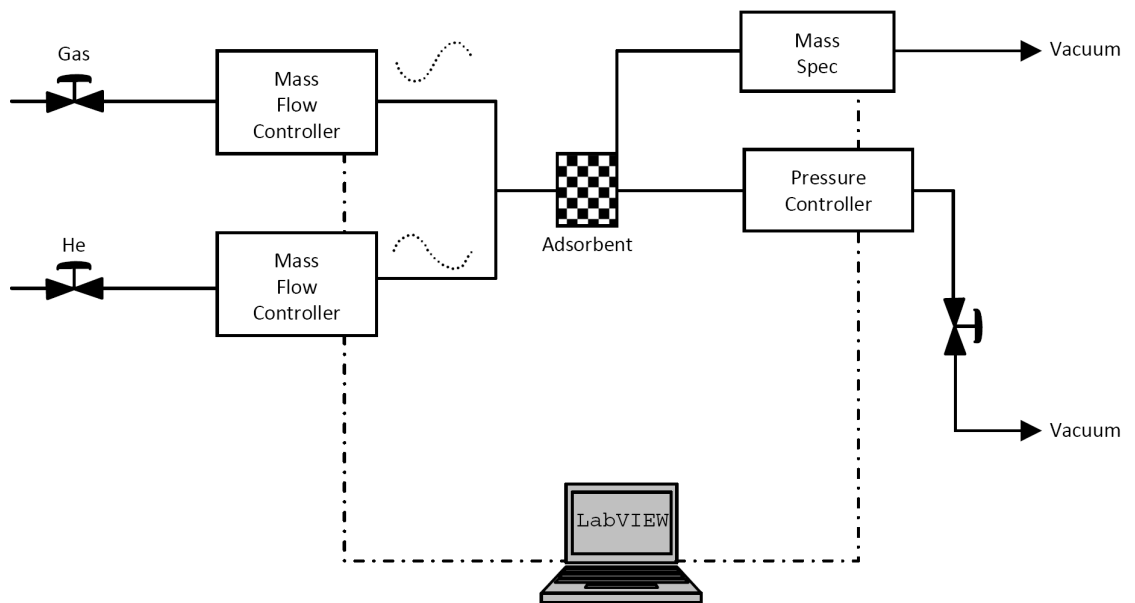 Gas
Mass
Flow
Controller
Mass
Spec
Vacuum
Pressure
Controller
Adsorbent
He
Mass
Flow
Controller
Vacuum
LabVIEW